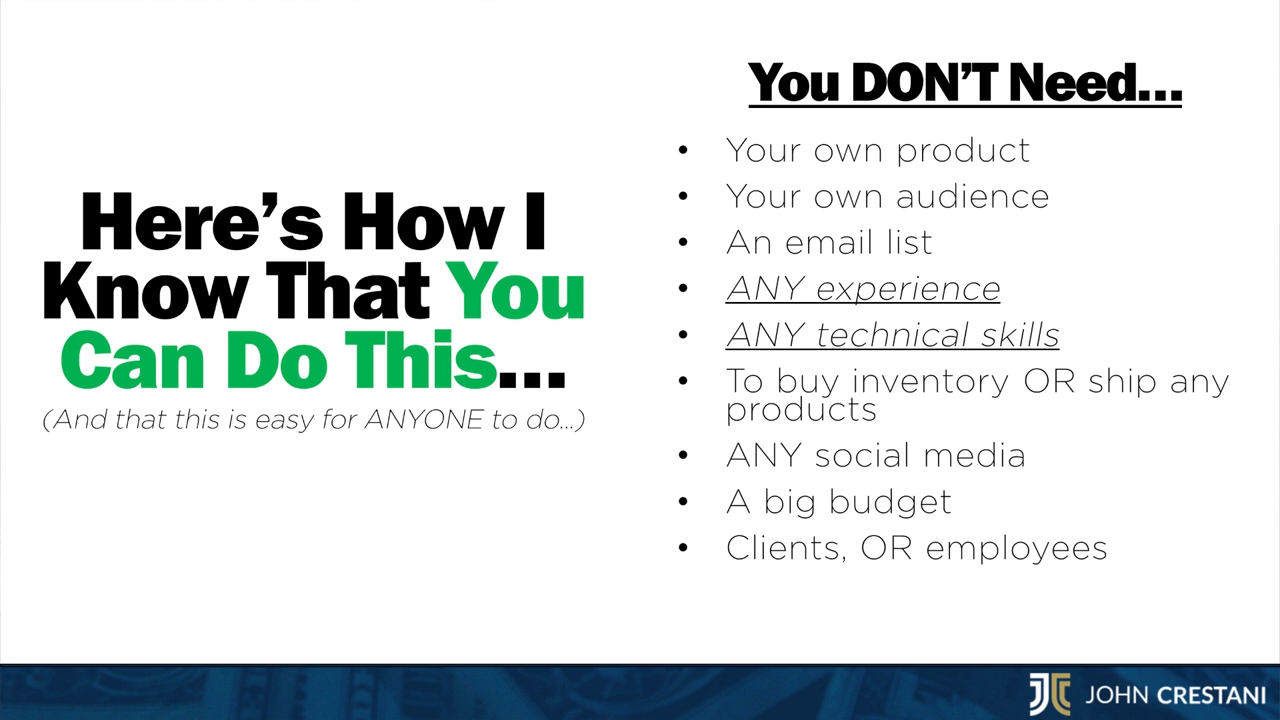 Here’s How I
Know That You
Can Do This...
(And that this is easy for ANYONE to do...)
You DON’T Need...
• Your own product
• Your own audience
• An email list
• ANY experience
• ANY technical skills
• To buy inventory OR ship any
products
• ANY social media
• A big budget
• Clients, OR employees
JOHN CRESTANI